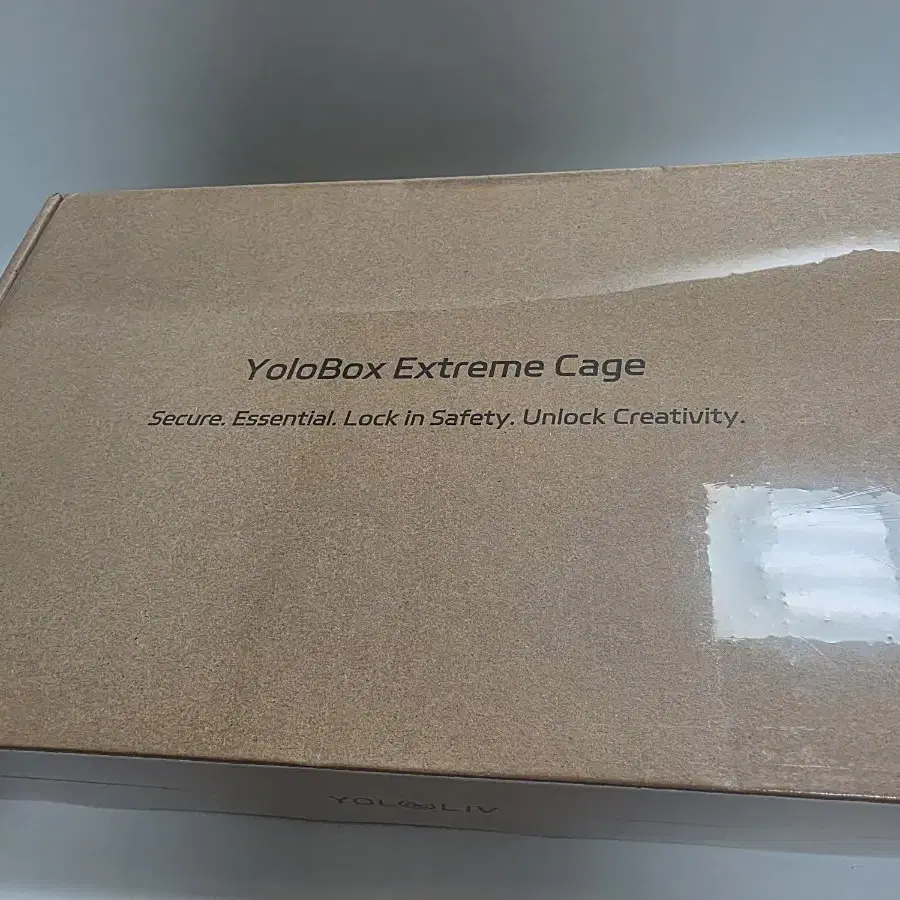 YoloBox Extreme Cage
Secure. Essential. Lock in Safety. Unlock Creativity.
YOLOLIV